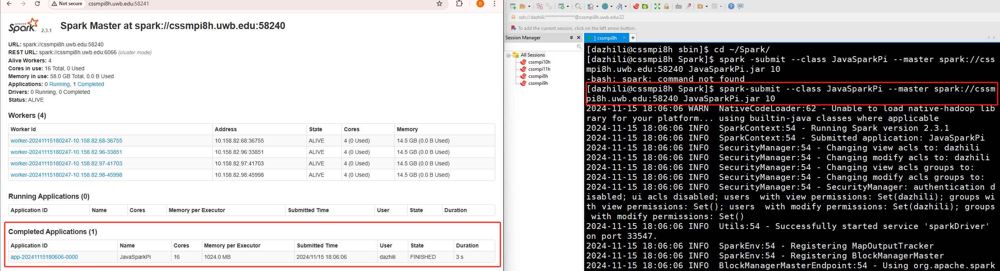 Not secure
cssmpi8h.uwb.edu:58241
D
APACHE
Spark 2.3.1
Spark Master at spark://cssmpi8h.uwb.edu:58240
URL: spark://cssmpi8h.uwb.edu:58240
REST URL: spark://cssmpi8h.uwb.edu:6066 (cluster mode)
Alive Workers: 4
Cores in use: 16 Total, 0 Used
Memory in use: 58.0 GB Total, 0.0 B Used
Applications: 0 Running, 1 Completed
Drivers: 0 Running, 0 Completed
Status: ALIVE
Workers (4)
Worker Id Address State Cores Memory
worker-20241115180247-10.158.82.68-36755 10.158.82.68:36755 ALIVE 4 (0 Used) 14.5 GB (0.0 B Used)
worker-20241115180247-10.158.82.96-33851 10.158.82.96:33851 ALIVE 4 (0 Used) 14.5 GB (0.0 B Used)
worker-20241115180247-10.158.82.97-41703 10.158.82.97:41703 ALIVE 4 (0 Used) 14.5 GB (0.0 B Used)
worker-20241115180247-10.158.82.98-45998 10.158.82.98:45998 ALIVE 4 (0 Used) 14.5 GB (0.0 B Used)
Running Applications (0)
Application ID Name Cores Memory per Executor Submitted Time User State Duration
Completed Applications (1)
Application ID Name Cores Memory per Executor Submitted Time User State Duration
app-20241115180606-0000 JavaSparkPi 16 1024.0 MB 2024/11/15 18:06:06 dazhili FINISHED 3 s
ssh://dazhili:***************@cssmpi8h.uwb.edu:22
To add the current session, click on the left arrow button.
Session Manager
All Sessions
cssmpi10h
cssmpi11h
cssmpi8h
cssmpi9h
1 cssmpi8h
[dazhili@cssmpi8h sbin]$ cd ~/Spark/
[dazhili@cssmpi8h Spark]$ spark -submit --class JavaSparkPi --master spark://css
mpi8h.uwb.edu:58240 JavaSparkPi.jar 10
-bash: spark: command not found
[dazhili@cssmpi8h Spark]$ spark-submit --class JavaSparkPi --master spark://cssm
pi8h.uwb.edu:58240 JavaSparkPi.jar 10
2024-11-15 18:06:06 WARN  NativeCodeLoader:62 - Unable to load native-hadoop lib
rary for your platform... using builtin-java classes where applicable
2024-11-15 18:06:06 INFO  SparkContext:54 - Running Spark version 2.3.1
2024-11-15 18:06:06 INFO  SparkContext:54 - Submitted application: JavaSparkPi
2024-11-15 18:06:06 INFO  SecurityManager:54 - Changing view acls to: dazhili
2024-11-15 18:06:06 INFO  SecurityManager:54 - Changing modify acls to: dazhili
2024-11-15 18:06:06 INFO  SecurityManager:54 - Changing view acls groups to:
2024-11-15 18:06:06 INFO  SecurityManager:54 - Changing modify acls groups to:
2024-11-15 18:06:06 INFO  SecurityManager:54 - SecurityManager: authentication d
isabled; ui acls disabled; users  with view permissions: Set(dazhili); groups wi
th view permissions: Set(); users  with modify permissions: Set(dazhili); groups
 with modify permissions: Set()
2024-11-15 18:06:06 INFO  Utils:54 - Successfully started service 'sparkDriver'
on port 33547.
2024-11-15 18:06:06 INFO  SparkEnv:54 - Registering MapOutputTracker
2024-11-15 18:06:06 INFO  SparkEnv:54 - Registering BlockManagerMaster
2024-11-15 18:06:06 INFO  BlockManagerMasterEndpoint:54 - Using org.apache.spark